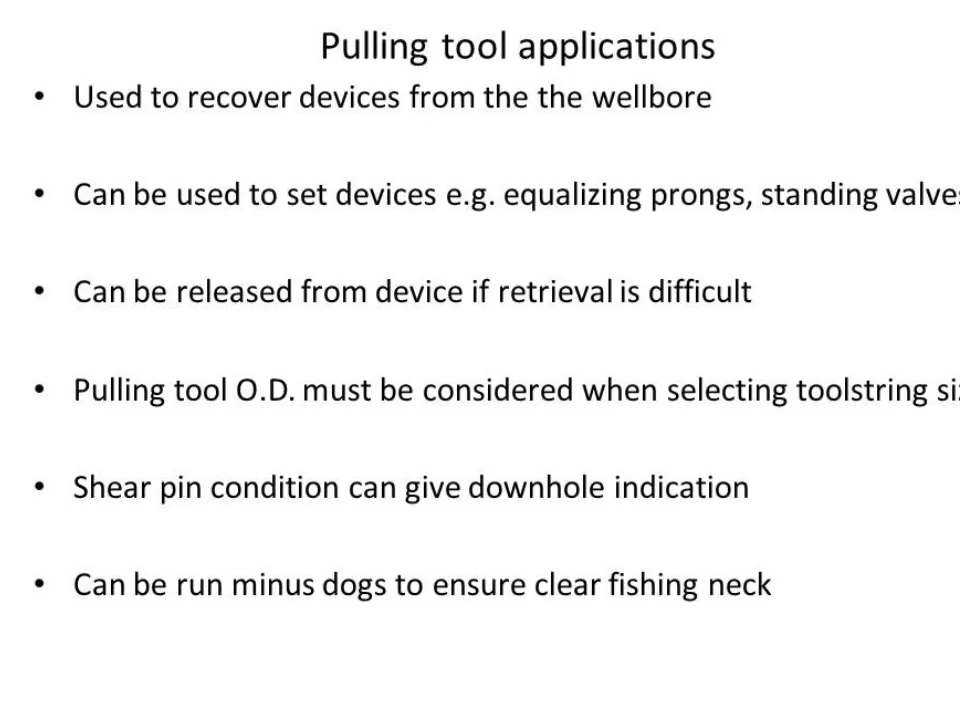 Pulling tool applications
• Used to recover devices from the the wellbore
• Can be used to set devices e.g. equalizing prongs, standing valves
• Can be released from device if retrieval is difficult
• Pulling tool O.D. must be considered when selecting toolstring
• Shear pin condition can give downhole indication
• Can be run minus dogs to ensure clear fishing neck